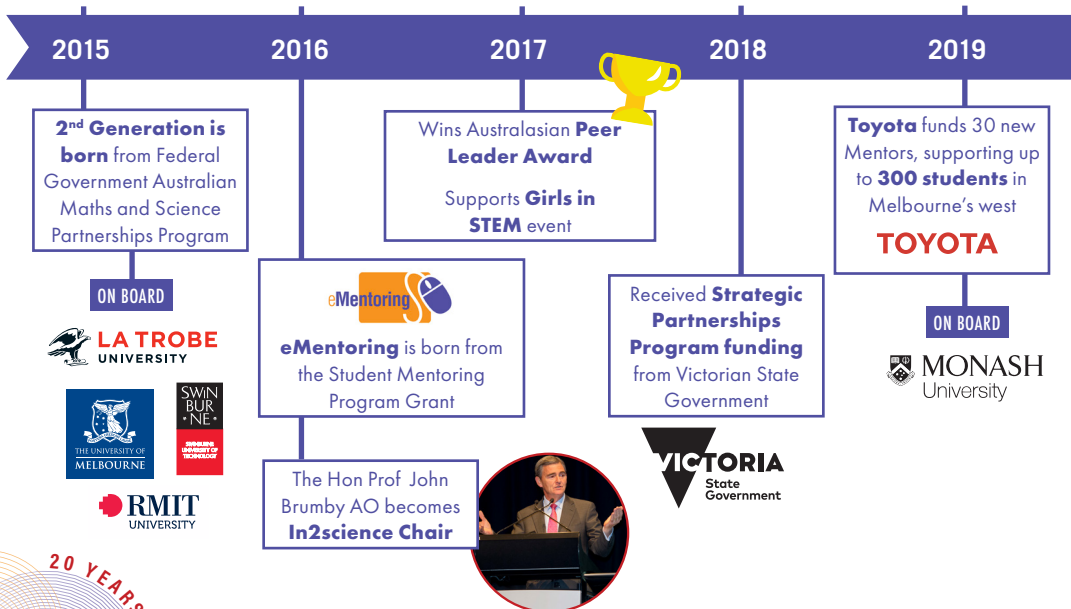 2015
2016
2017
2018
2019
2nd Generation is
born from Federal
Government Australian
Maths and Science
Partnerships Program
ON BOARD
LA TROBE
UNIVERSITY
THE UNIVERSITY OF
MELBOURNE
SWIN
BUR
• NE •
SWINBURNE
UNIVERSITY OF
TECHNOLOGY
RMIT
UNIVERSITY
eMentoring
eMentoring is born from
the Student Mentoring
Program Grant
The Hon Prof John
Brumby AO becomes
In2science Chair
Wins Australasian Peer
Leader Award
Supports Girls in
STEM event
Received Strategic
Partnerships
Program funding
from Victorian State
Government
VICTORIA
State
Government
Toyota funds 30 new
Mentors, supporting up
to 300 students in
Melbourne's west
TOYOTA
ON BOARD
MONASH
University
20 YEARS